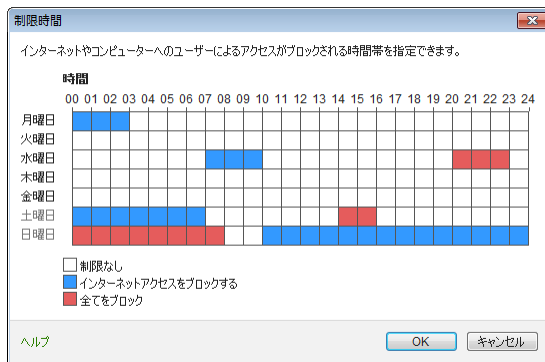 制限時間
インターネットやコンピューターへのユーザーによるアクセスがブロックされる時間帯を指定できます。
時間
00 01 02 03 04 05 06 07 08 09 10 11 12 13 14 15 16 17 18 19 20 21 22 23 24
月曜日
火曜日
水曜日
木曜日
金曜日
土曜日
日曜日
制限なし
インターネットアクセスをブロックする
全てをブロック
ヘルプ OK キャンセル